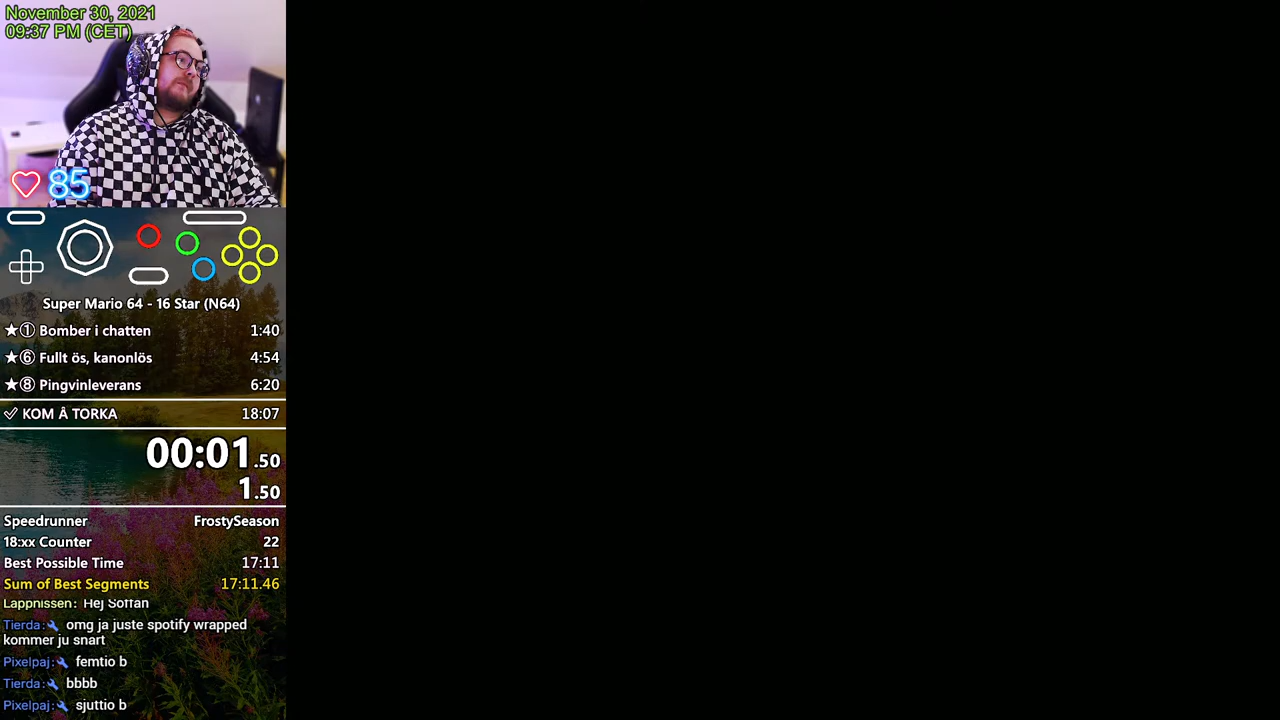 November 30, 2021
09:37 PM (CET)
85
Super Mario 64 - 16 Star (N64)
★① Bomber i chatten 1:40
★⑥ Fullt ös, kanonlös 4:54
★⑧ Pingvinleverans 6:20
✓ KOM Å TORKA 18:07
00:01.50
1.50
Speedrunner FrostySeason
18:xx Counter 22
Best Possible Time 17:11
Sum of Best Segments 17:11.46
Lappnissen: Hej Soffan
Tierda: omg ja juste spotify wrapped
kommer ju snart
Pixelpaj: femtio b
Tierda: bbbb
Pixelpaj: sjuttio b